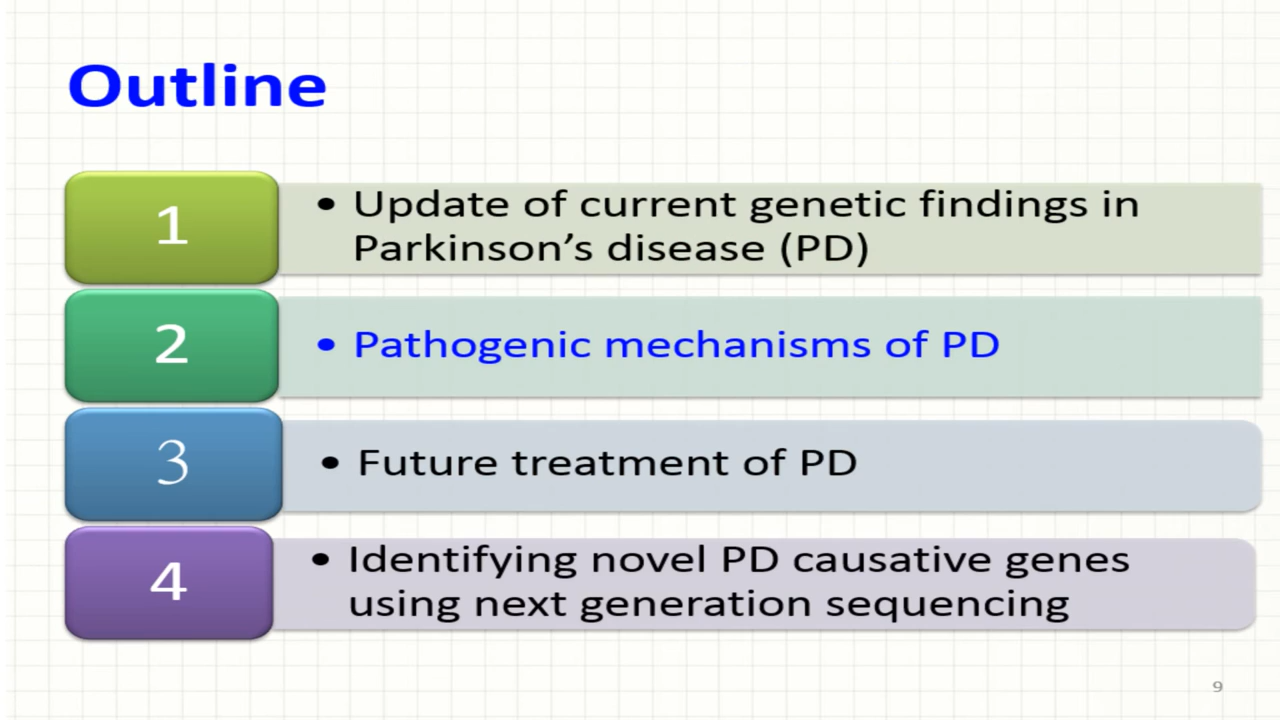 Outline
1
• Update of current genetic findings in
Parkinson’s disease (PD)
2
• Pathogenic mechanisms of PD
3
• Future treatment of PD
4
• Identifying novel PD causative genes
using next generation sequencing
9